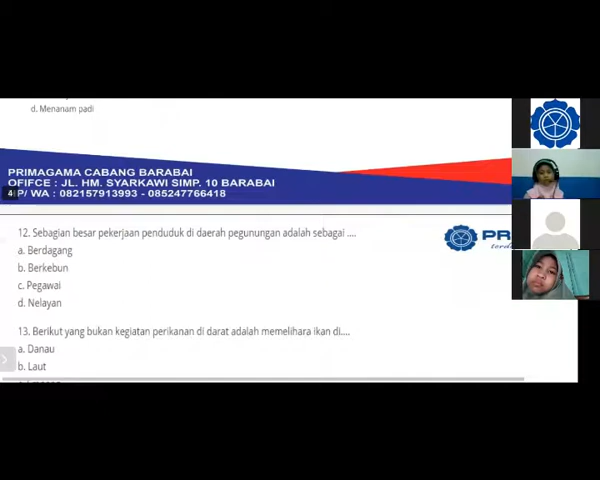 d. Menanam padi
PRIMAGAMA CABANG BARABAI
OFIFCE : JL. HM. SYARKAWI SIMP. 10 BARABAI
P/ WA : 082157913993 - 085247766418
12. Sebagian besar pekerjaan penduduk di daerah pegunungan adalah sebagai ....
a. Berdagang
b. Berkebun
c. Pegawai
d. Nelayan
13. Berikut yang bukan kegiatan perikanan di darat adalah memelihara ikan di....
a. Danau
b. Laut